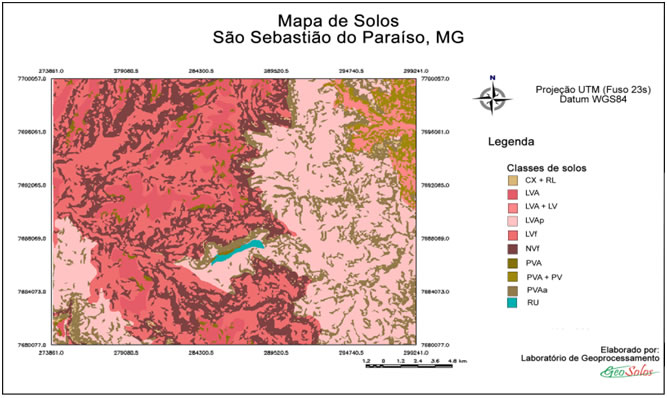 Mapa de Solos
São Sebastião do Paraíso, MG
273861.0 279080.5 284300.0 289520.5 294740.5 299241.0
7700057.0 7700057.0
7696061.0 7696061.0
7692065.0 7692065.0
7688069.0 7688069.0
7684073.0 7684073.0
7680077.0 7680077.0
273861.0 279080.5 284300.0 289520.5 294740.5 299241.0
N
Projeção UTM (Fuso 23s)
Datum WGS84
Legenda
Classes de solos
CX + RL
LVA
LVA + LV
LVAp
LVf
NVf
PVA
PVA + PV
PVAa
RU
1.2 0 1.2 2.4 3.6 4.8 km
Elaborado por:
Laboratório de Geoprocessamento
GeoSolos